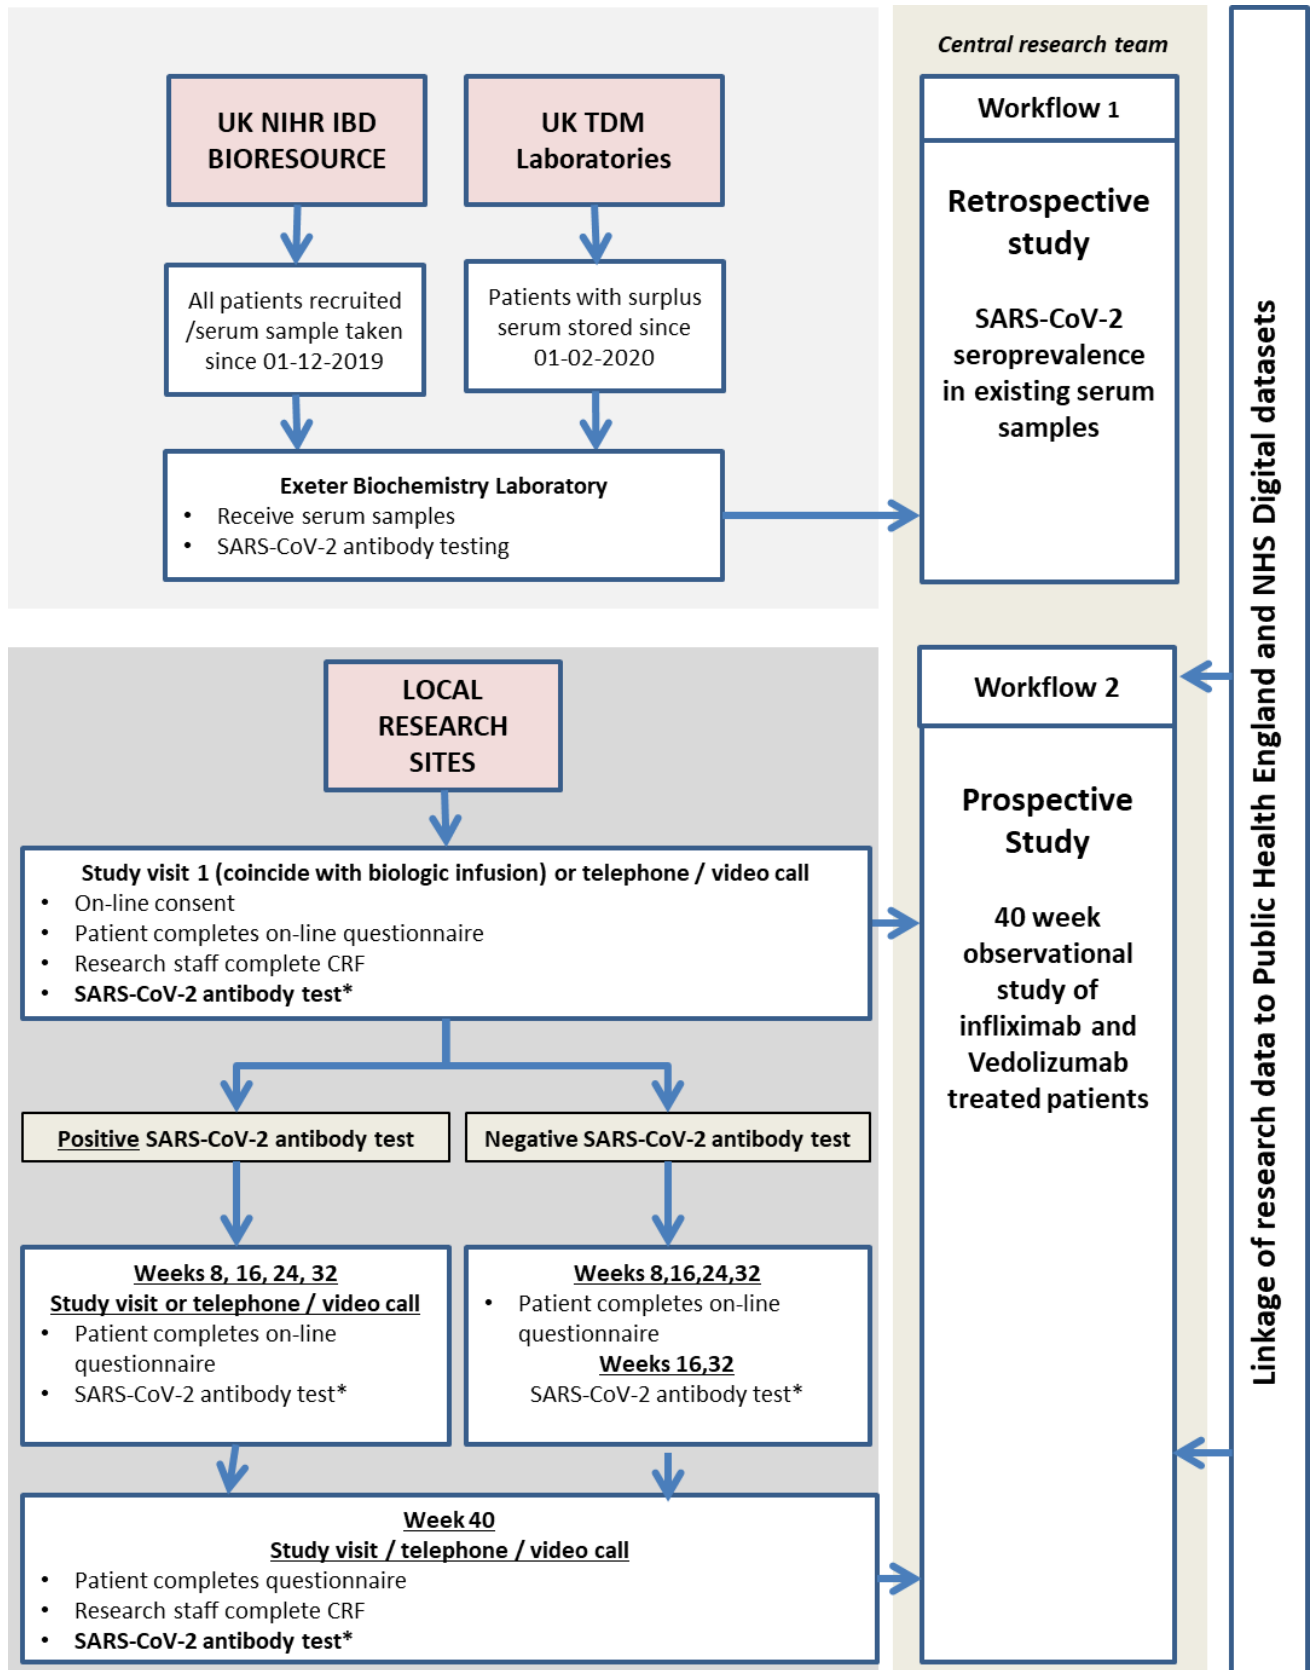 Central research team
UK NIHR IBD
BIORESOURCE
UK TDM
Laboratories
Workflow 1
All patients recruited
/serum sample taken
since 01-12-2019
Patients with surplus
serum stored since
01-02-2020
Retrospective
study
SARS-CoV-2
seroprevalence
in existing serum
samples
Exeter Biochemistry Laboratory
• Receive serum samples
• SARS-CoV-2 antibody testing
Linkage of research data to Public Health England and NHS Digital datasets
LOCAL
RESEARCH
SITES
Workflow 2
Prospective
Study
40 week
observational
study of
infliximab and
Vedolizumab
treated patients
Study visit 1 (coincide with biologic infusion) or telephone / video call
• On-line consent
• Patient completes on-line questionnaire
• Research staff complete CRF
• SARS-CoV-2 antibody test*
Positive SARS-CoV-2 antibody test
Negative SARS-CoV-2 antibody test
Weeks 8, 16, 24, 32
Study visit or telephone / video call
• Patient completes on-line
questionnaire
• SARS-CoV-2 antibody test*
Weeks 8,16,24,32
• Patient completes on-line
questionnaire
Weeks 16,32
SARS-CoV-2 antibody test*
Week 40
Study visit / telephone / video call
• Patient completes questionnaire
• Research staff complete CRF
• SARS-CoV-2 antibody test*